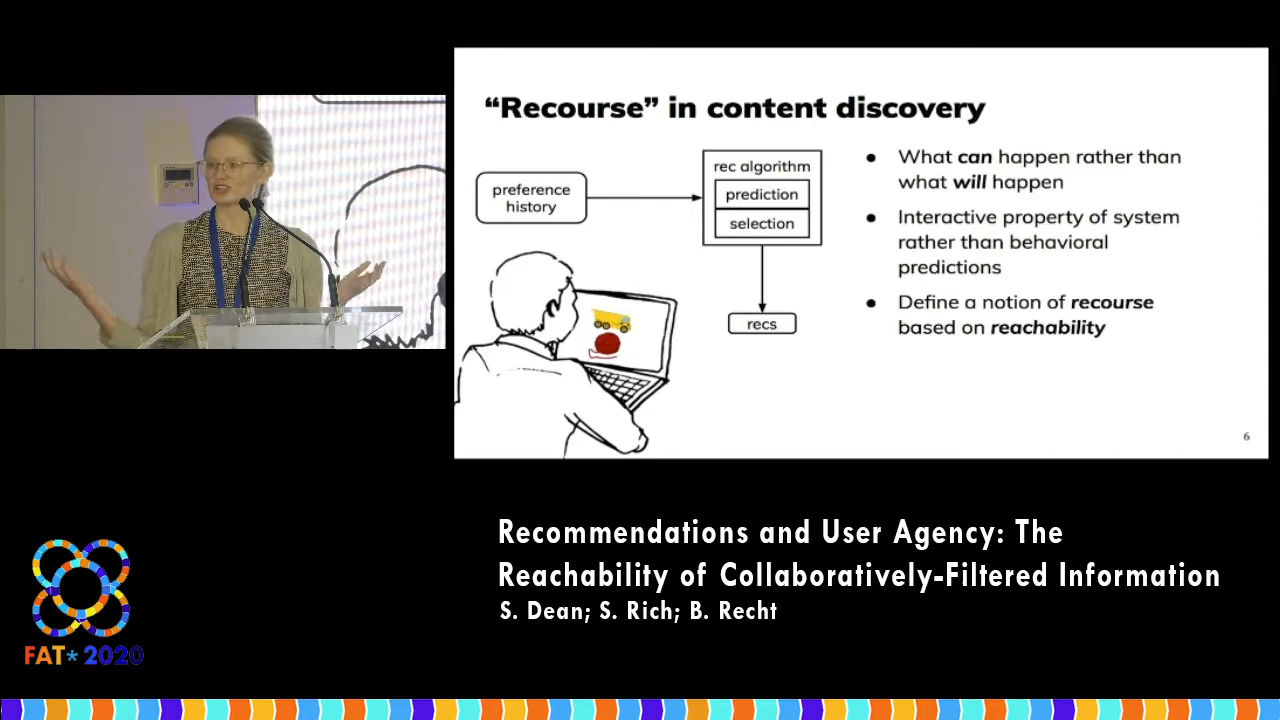 “Recourse” in content discovery
preference
history
rec algorithm
prediction
selection
recs
● What can happen rather than
what will happen
● Interactive property of system
rather than behavioral
predictions
● Define a notion of recourse
based on reachability
6
Recommendations and User Agency: The
Reachability of Collaboratively-Filtered Information
S. Dean; S. Rich; B. Recht
FAT* 2020